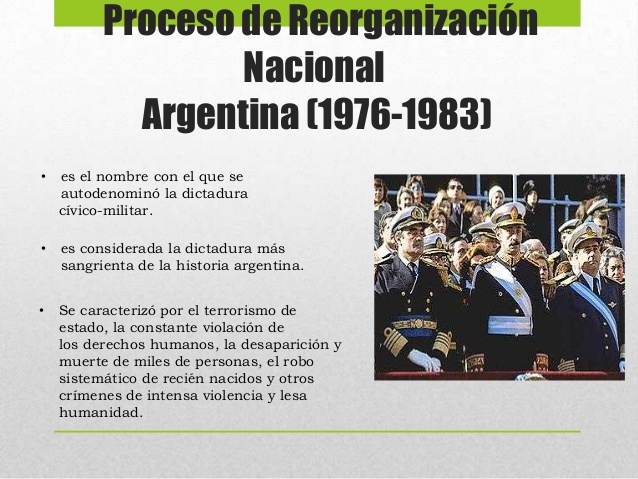 Proceso de Reorganización
Nacional
Argentina (1976-1983)
• es el nombre con el que se
autodenominó la dictadura
cívico-militar.
• es considerada la dictadura más
sangrienta de la historia argentina.
• Se caracterizó por el terrorismo de
estado, la constante violación de
los derechos humanos, la desaparición y
muerte de miles de personas, el robo
sistemático de recién nacidos y otros
crímenes de intensa violencia y lesa
humanidad.